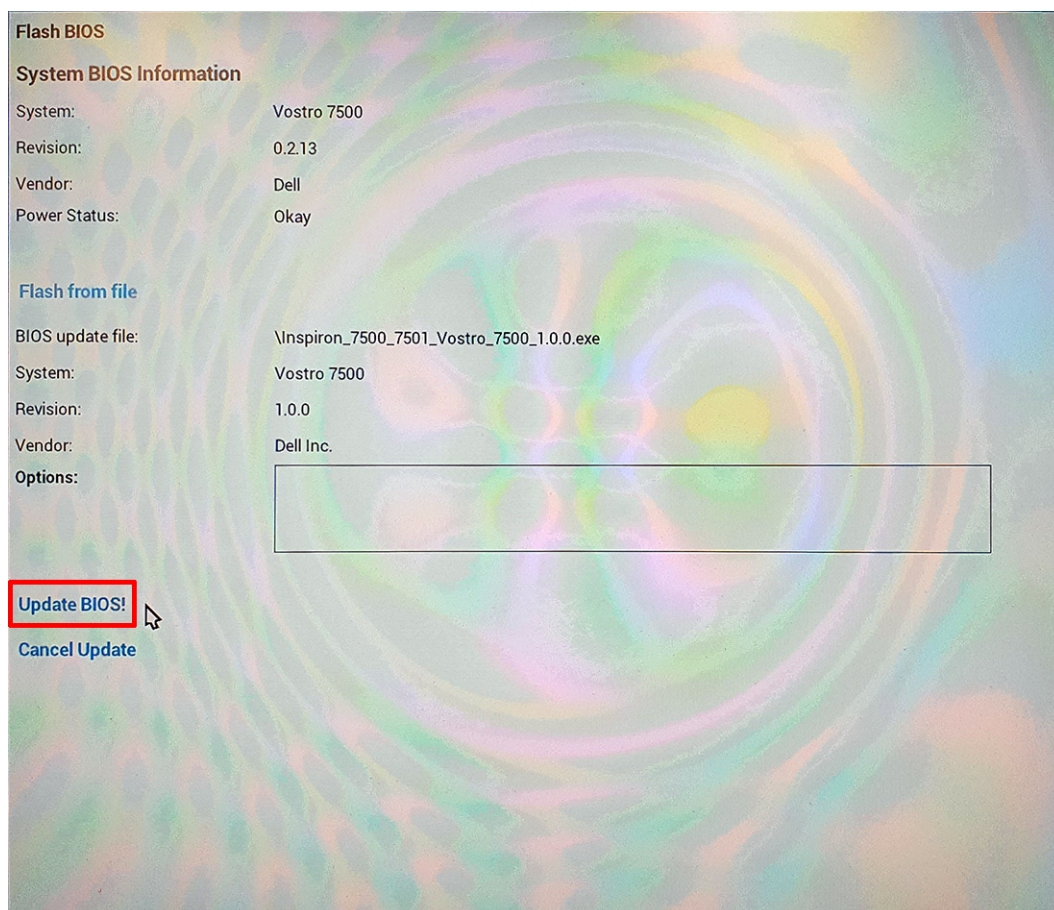 Flash BIOS
System BIOS Information
System: Vostro 7500
Revision: 0.2.13
Vendor: Dell
Power Status: Okay
Flash from file
BIOS update file: \Inspiron_7500_7501_Vostro_7500_1.0.0.exe
System: Vostro 7500
Revision: 1.0.0
Vendor: Dell Inc.
Options:
Update BIOS!
Cancel Update